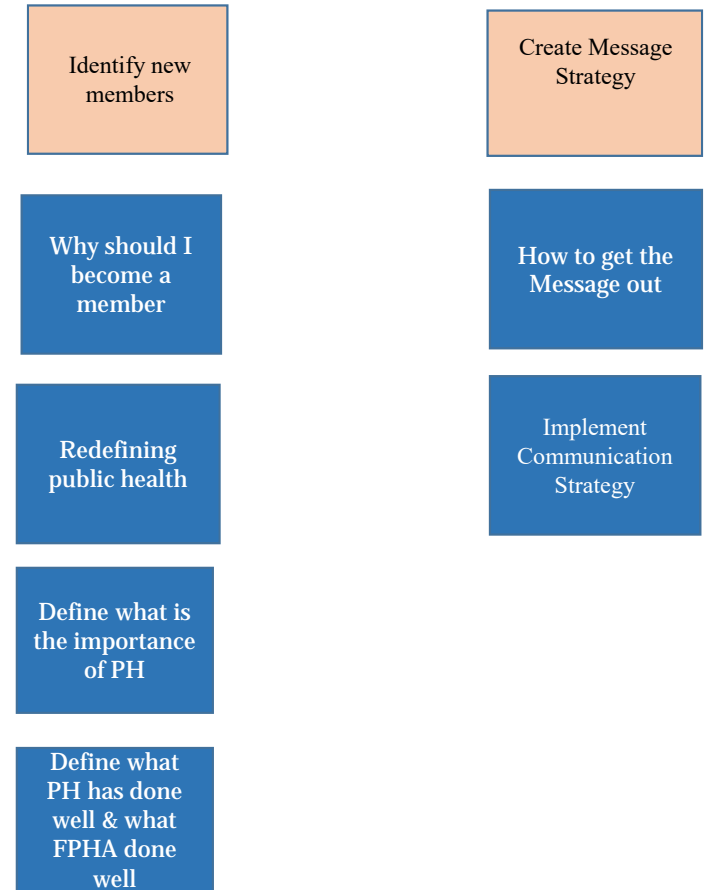 Identify new
members
Why should I
become a
member
Redefining
public health
Define what is
the importance
of PH
Define what
PH has done
well & what
FPHA done
well
Create Message
Strategy
How to get the
Message out
Implement
Communication
Strategy